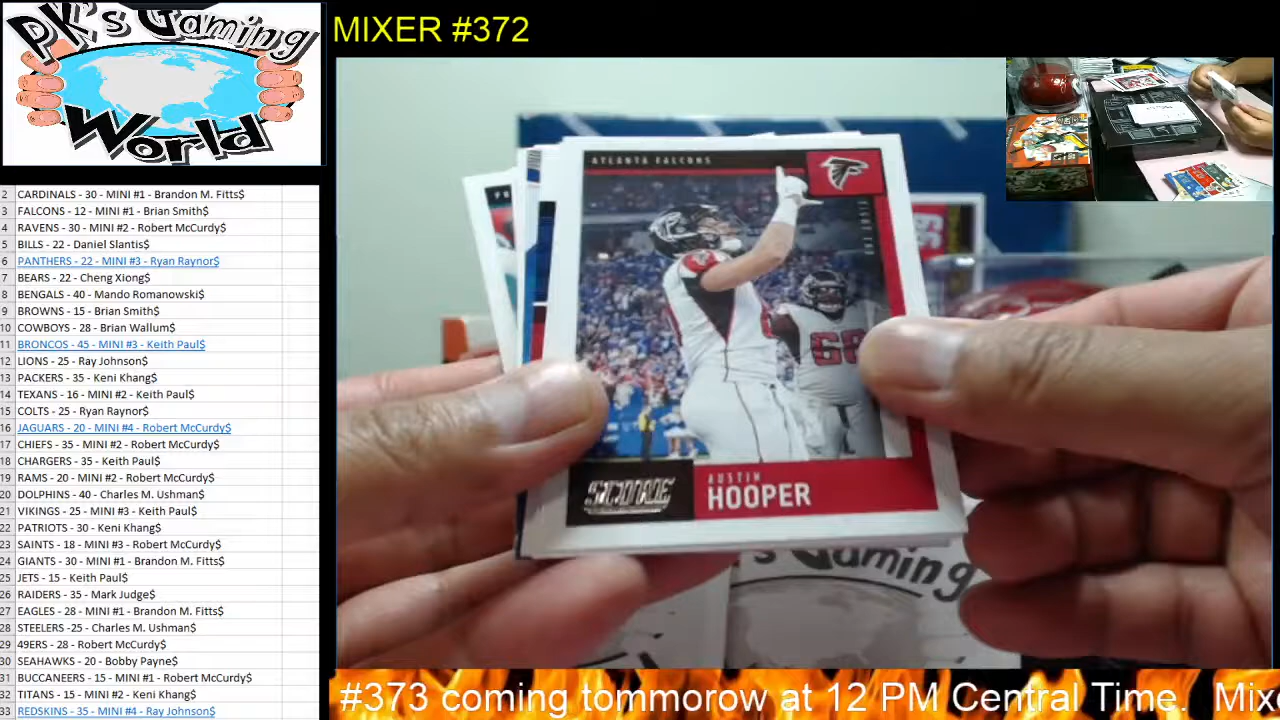 PK's Gaming
World
MIXER #372
2 CARDINALS - 30 - MINI #1 - Brandon M. Fitts$
3 FALCONS - 12 - MINI #1 - Brian Smith$
4 RAVENS - 30 - MINI #2 - Robert McCurdy$
5 BILLS - 22 - Daniel Slantis$
6 PANTHERS - 22 - MINI #3 - Ryan Raynor$
7 BEARS - 22 - Cheng Xiong$
8 BENGALS - 40 - Mando Romanowski$
9 BROWNS - 15 - Brian Smith$
10 COWBOYS - 28 - Brian Wallum$
11 BRONCOS - 45 - MINI #3 - Keith Paul$
12 LIONS - 25 - Ray Johnson$
13 PACKERS - 35 - Keni Khang$
14 TEXANS - 16 - MINI #2 - Keith Paul$
15 COLTS - 25 - Ryan Raynor$
16 JAGUARS - 20 - MINI #4 - Robert McCurdy$
17 CHIEFS - 35 - MINI #2 - Robert McCurdy$
18 CHARGERS - 35 - Keith Paul$
19 RAMS - 20 - MINI #2 - Robert McCurdy$
20 DOLPHINS - 40 - Charles M. Ushman$
21 VIKINGS - 25 - MINI #3 - Keith Paul$
22 PATRIOTS - 30 - Keni Khang$
23 SAINTS - 18 - MINI #3 - Robert McCurdy$
24 GIANTS - 30 - MINI #1 - Brandon M. Fitts$
25 JETS - 15 - Keith Paul$
26 RAIDERS - 35 - Mark Judge$
27 EAGLES - 28 - MINI #1 - Brandon M. Fitts$
28 STEELERS -25 - Charles M. Ushman$
29 49ERS - 28 - Robert McCurdy$
30 SEAHAWKS - 20 - Bobby Payne$
31 BUCCANEERS - 15 - MINI #1 - Robert McCurdy$
32 TITANS - 15 - MINI #2 - Keni Khang$
33 REDSKINS - 35 - MINI #4 - Ray Johnson$
ATLANTA FALCONS
68
SCORE
AUSTIN
HOOPER
's Gaming
#373 coming tommorow at 12 PM Central Time. Mix